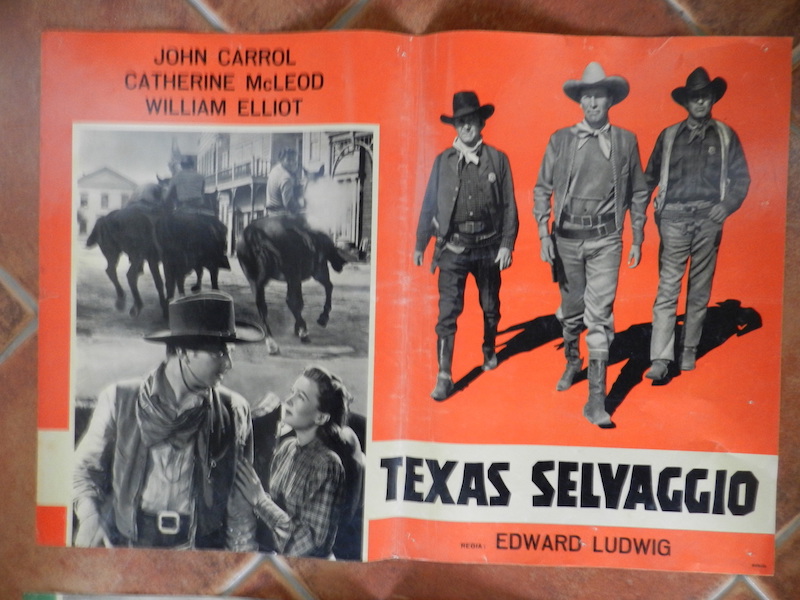 JOHN CARROL
CATHERINE McLEOD
WILLIAM ELLIOT
TEXAS SELVAGGIO
REGIA: EDWARD LUDWIG